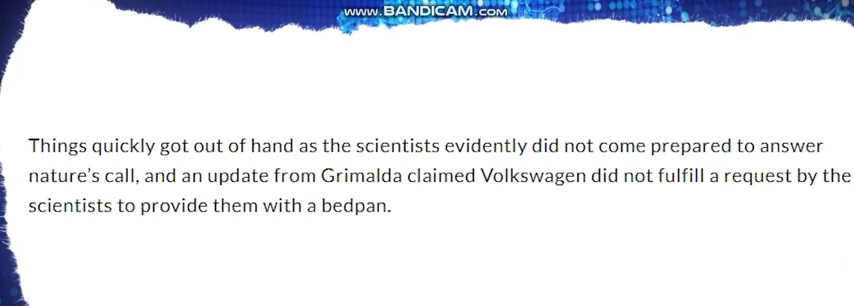 www.BANDICAM.com
Things quickly got out of hand as the scientists evidently did not come prepared to answer
nature's call, and an update from Grimalda claimed Volkswagen did not fulfill a request by the
scientists to provide them with a bedpan.